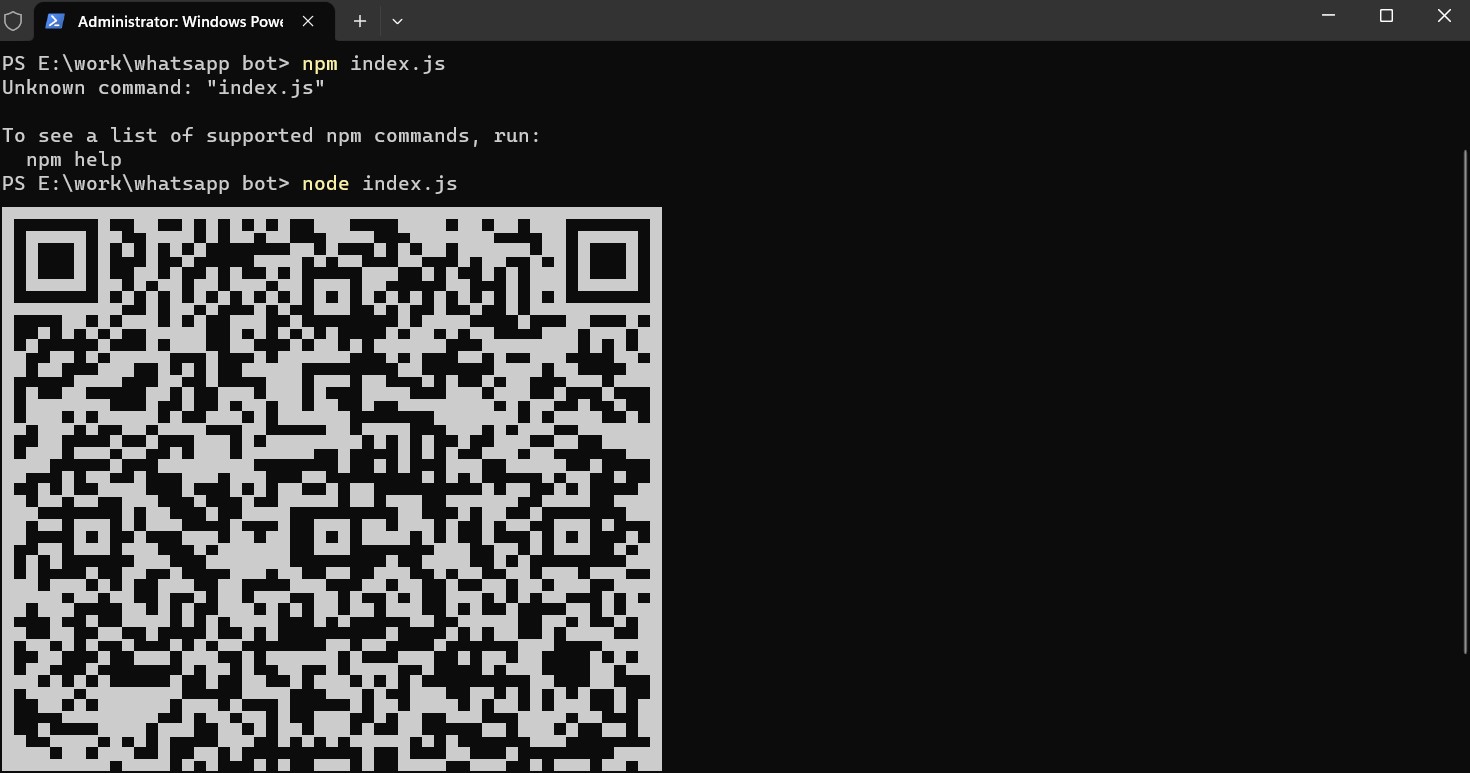 Administrator: Windows Powe
PS E:\work\whatsapp bot> npm index.js
Unknown command: "index.js"
To see a list of supported npm commands, run:
  npm help
PS E:\work\whatsapp bot> node index.js